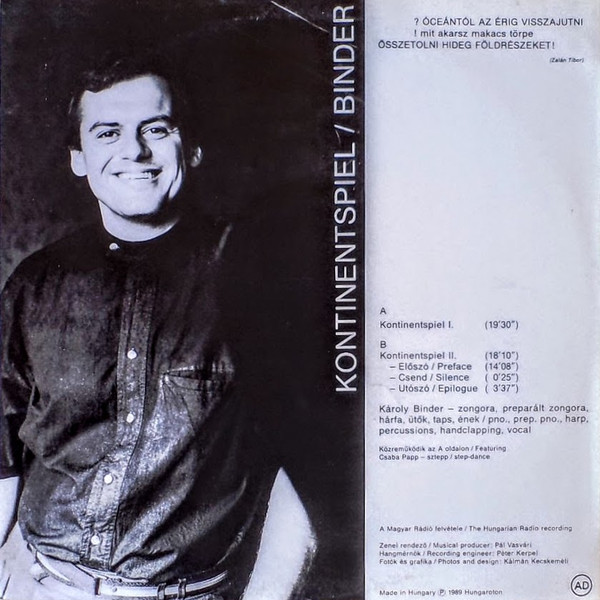 KONTINENTSPIEL / BINDER
? ÓCEÁNTÓL AZ ÉRIG VISSZAJUTNI
! mit akarsz makacs törpe
ÖSSZETOLNI HIDEG FÖLDRÉSZEKET!
(Zalán Tibor)
A
Kontinentspiel I. (19'30")
B
Kontinentspiel II. (18'10")
– Előszó / Preface (14'08")
– Csend / Silence ( 0'25")
– Utószó / Epilogue ( 3'37")
Károly Binder – zongora, preparált zongora,
hárfa, ütők, taps, ének / pno., prep. pno., harp,
percussions, handclapping, vocal
Közreműködik az A oldalon / Featuring
Csaba Papp – sztepp / step-dance
A Magyar Rádió felvétele / The Hungarian Radio recording
Zenei rendező / Musical producer: Pál Vasvári
Hangmérnök / Recording engineer: Péter Kerpel
Fotók és grafika / Photos and design: Kálmán Kecskeméli
Made in Hungary Ⓟ 1989 Hungaroton
AD